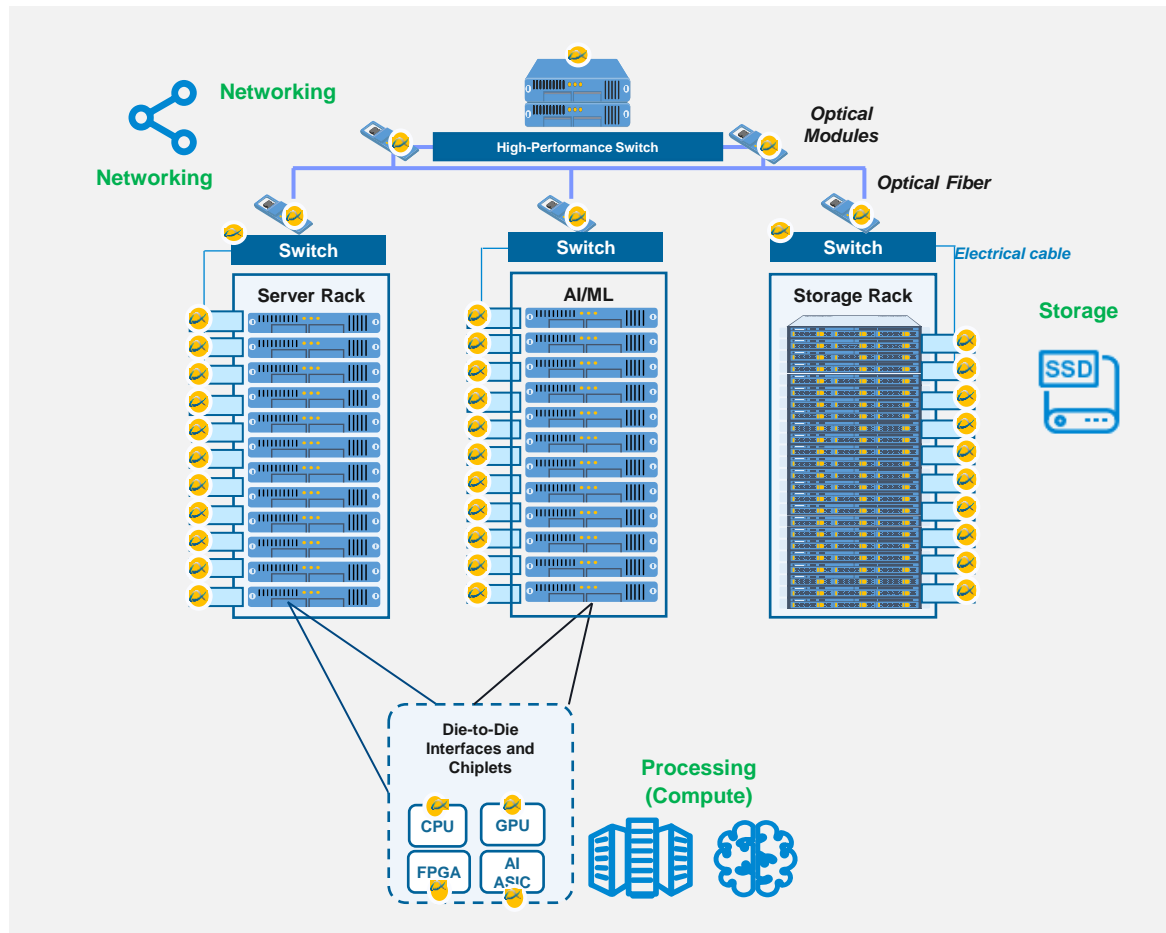 Networking
Networking
High-Performance Switch
Optical
Modules
Optical Fiber
Switch
Switch
Switch
Electrical cable
Server Rack
AI/ML
Storage Rack
Storage
SSD
Die-to-Die
Interfaces and
Chiplets
CPU
GPU
FPGA
AI
ASIC
Processing
(Compute)